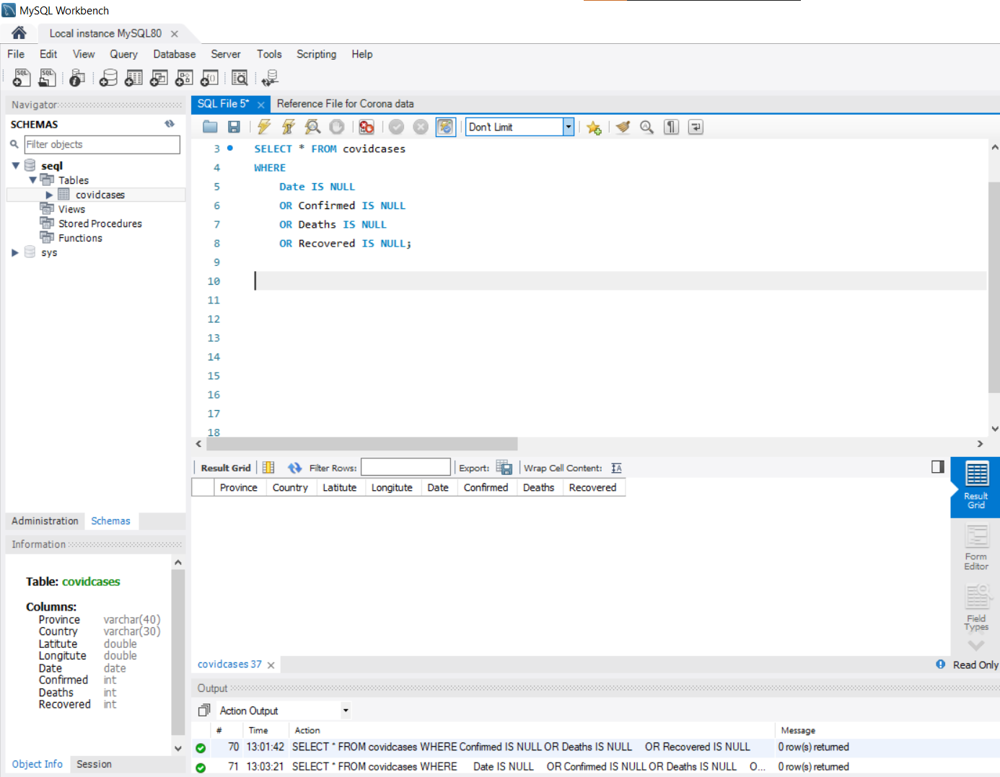 MySQL Workbench
Local instance MySQL80
File Edit View Query Database Server Tools Scripting Help
Navigator
SCHEMAS
Filter objects
seql
Tables
covidcases
Views
Stored Procedures
Functions
sys
Administration Schemas
Information
Table: covidcases
Columns:
Province varchar(40)
Country varchar(30)
Latitute double
Longitute double
Date date
Confirmed int
Deaths int
Recovered int
Object Info Session
SQL File 5* Reference File for Corona data
Don't Limit
3 SELECT * FROM covidcases
4 WHERE
5 Date IS NULL
6 OR Confirmed IS NULL
7 OR Deaths IS NULL
8 OR Recovered IS NULL;
9
10
11
12
13
14
15
16
17
18
Result Grid Filter Rows: Export: Wrap Cell Content:
Province Country Latitute Longitute Date Confirmed Deaths Recovered
Result
Grid
Form
Editor
Field
Types
covidcases 37 Read Only
Output
Action Output
# Time Action Message
70 13:01:42 SELECT * FROM covidcases WHERE Confirmed IS NULL OR Deaths IS NULL OR Recovered IS NULL 0 row(s) returned
71 13:03:21 SELECT * FROM covidcases WHERE Date IS NULL OR Confirmed IS NULL OR Deaths IS NULL O... 0 row(s) returned